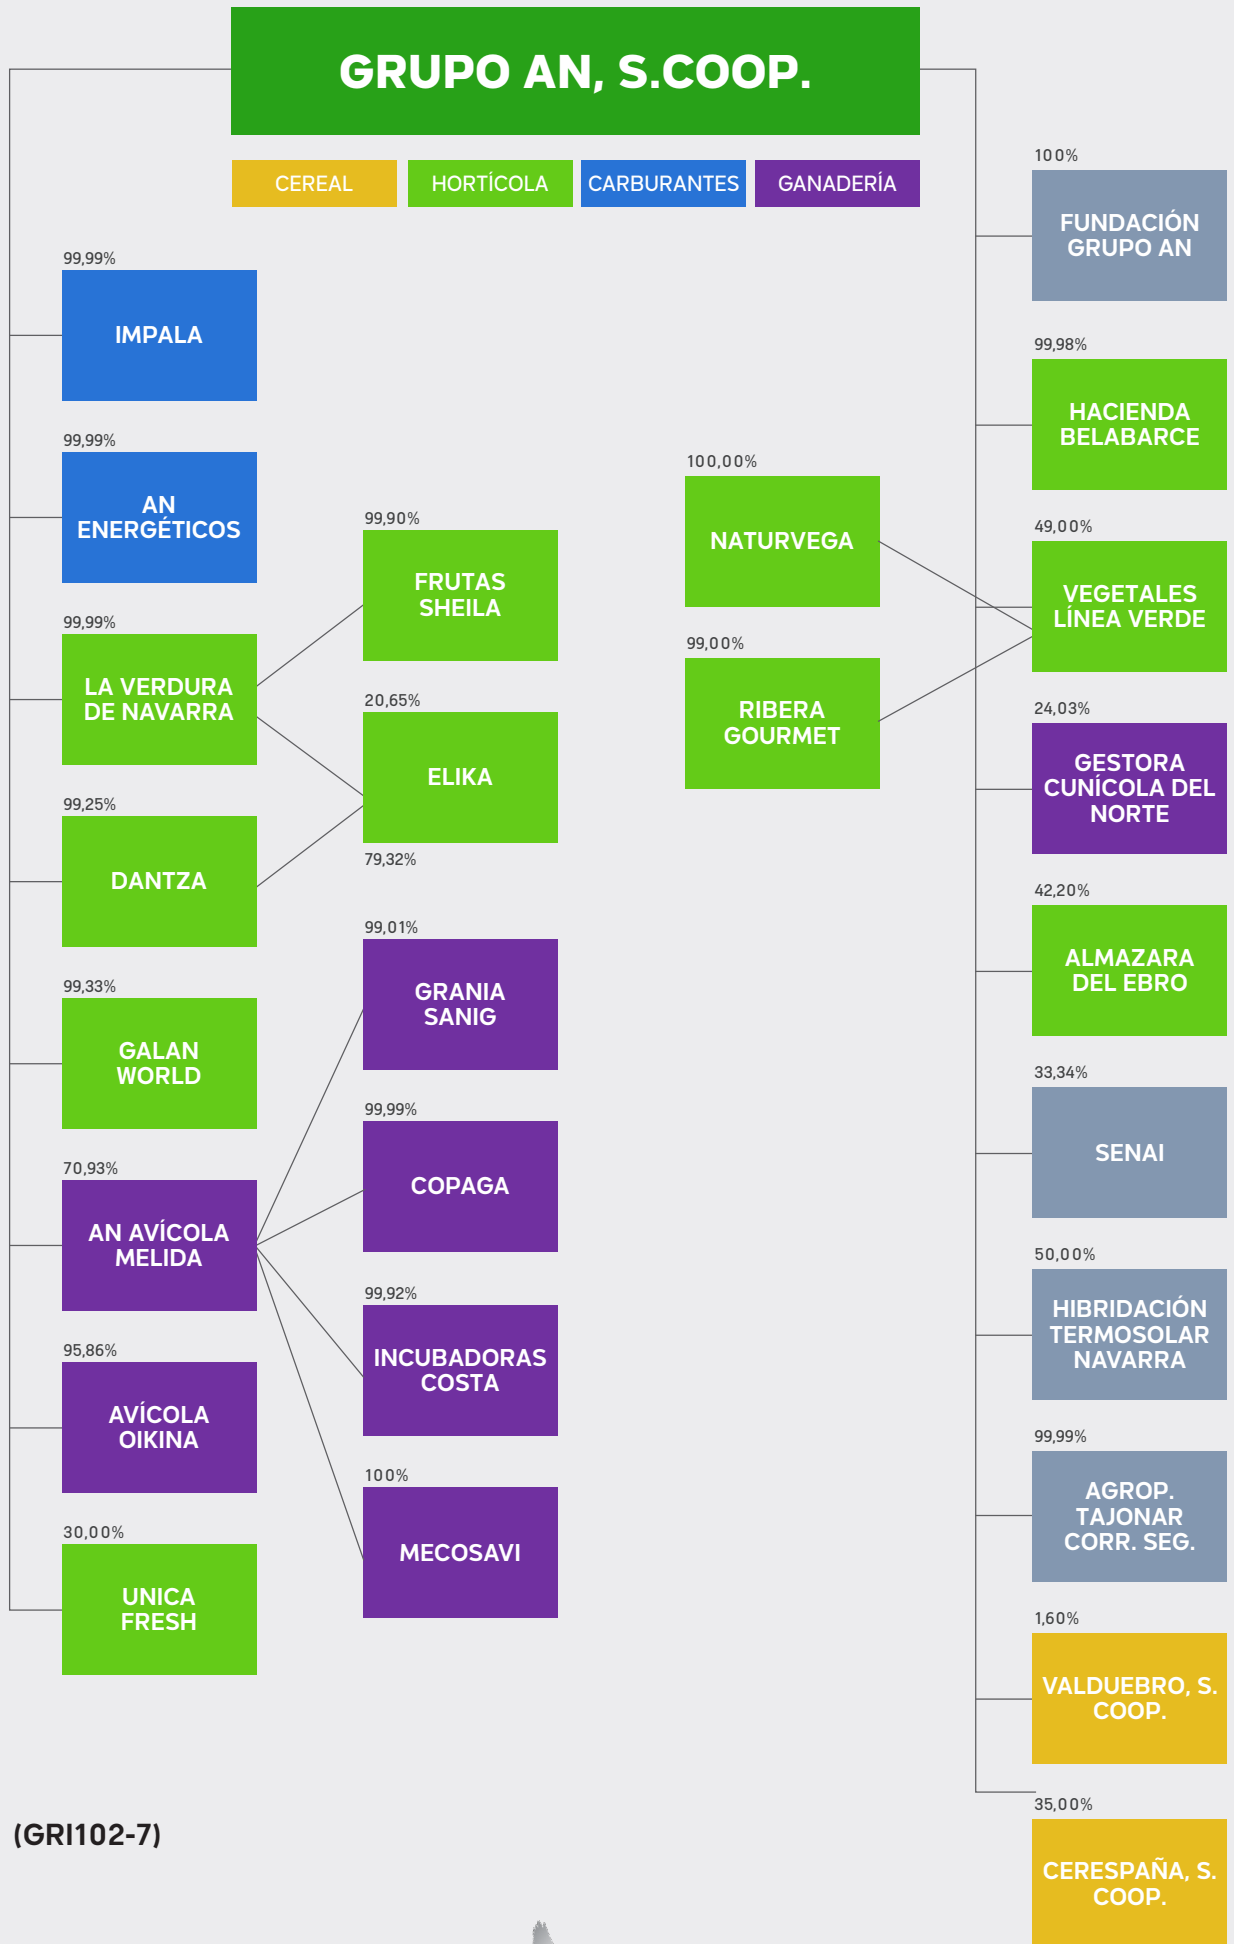 GRUPO AN, S.COOP.
CEREAL
HORTÍCOLA
CARBURANTES
GANADERÍA
99,99%
IMPALA
99,99%
AN
ENERGÉTICOS
99,99%
LA VERDURA
DE NAVARRA
99,25%
DANTZA
99,33%
GALAN
WORLD
70,93%
AN AVÍCOLA
MELIDA
95,86%
AVÍCOLA
OIKINA
30,00%
UNICA
FRESH
99,90%
FRUTAS
SHEILA
20,65%
ELIKA
79,32%
99,01%
GRANIA
SANIG
99,99%
COPAGA
99,92%
INCUBADORAS
COSTA
100%
MECOSAVI
100,00%
NATURVEGA
99,00%
RIBERA
GOURMET
100%
FUNDACIÓN
GRUPO AN
99,98%
HACIENDA
BELABARCE
49,00%
VEGETALES
LÍNEA VERDE
24,03%
GESTORA
CUNÍCOLA DEL
NORTE
42,20%
ALMAZARA
DEL EBRO
33,34%
SENAI
50,00%
HIBRIDACIÓN
TERMOSOLAR
NAVARRA
99,99%
AGROP.
TAJONAR
CORR. SEG.
1,60%
VALDUEBRO, S.
COOP.
35,00%
CERESPAÑA, S.
COOP.
(GRI102-7)